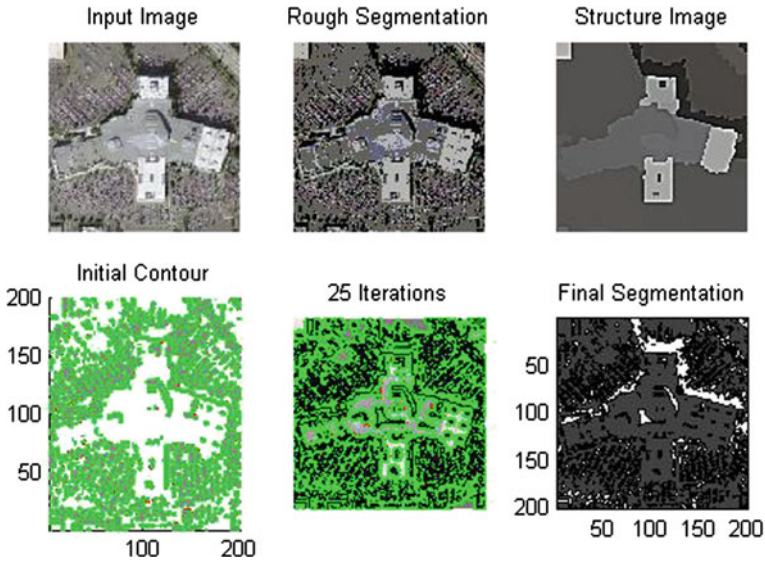 Input Image
Rough Segmentation
Structure Image
Initial Contour
25 Iterations
Final Segmentation
200
150
100
50
100 200
50
100
150
200
50 100 150 200